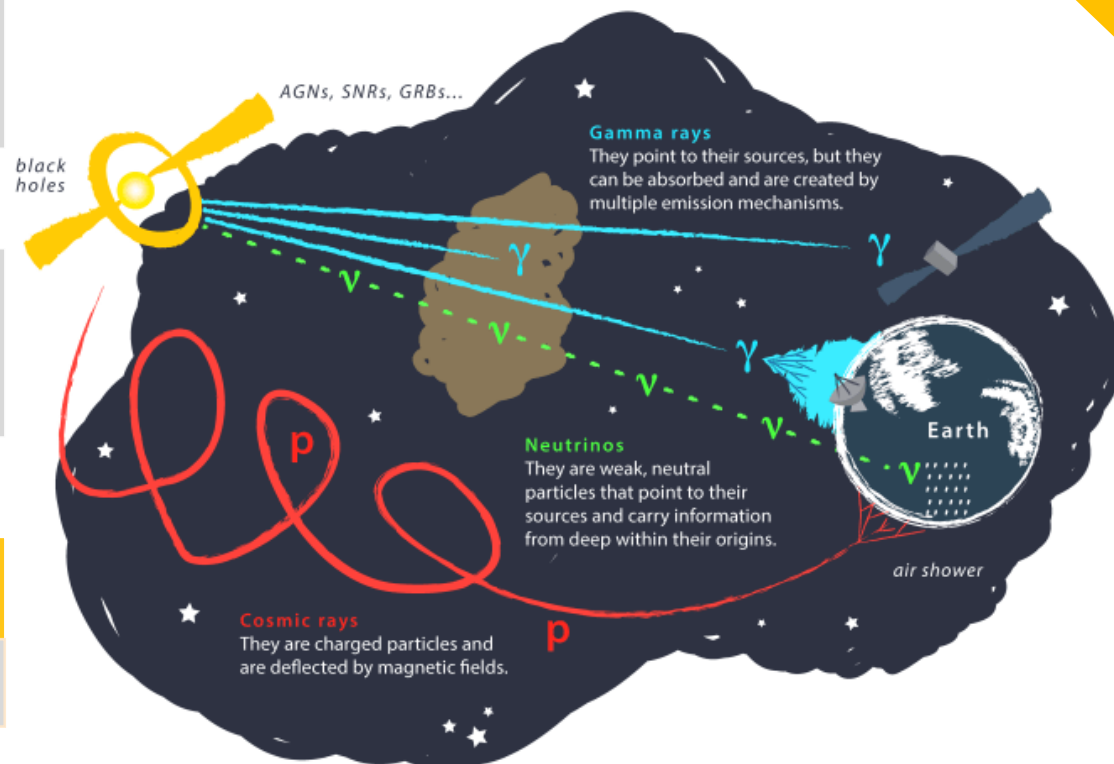 AGNs, SNRs, GRBs...
black
holes
Gamma rays
They point to their sources, but they
can be absorbed and are created by
multiple emission mechanisms.
γ
γ
ν
ν
γ
ν
ν
Earth
ν
p
Neutrinos
They are weak, neutral
particles that point to their
sources and carry information
from deep within their origins.
air shower
Cosmic rays
They are charged particles and
are deflected by magnetic fields.
p